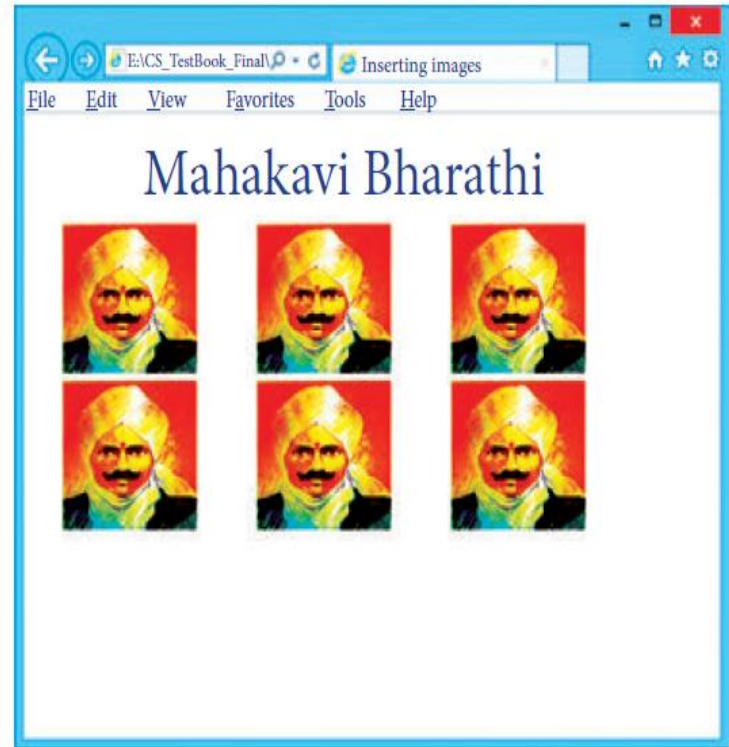 E:\CS_TestBook_Final\
Inserting images
File Edit View Favorites Tools Help
Mahakavi Bharathi